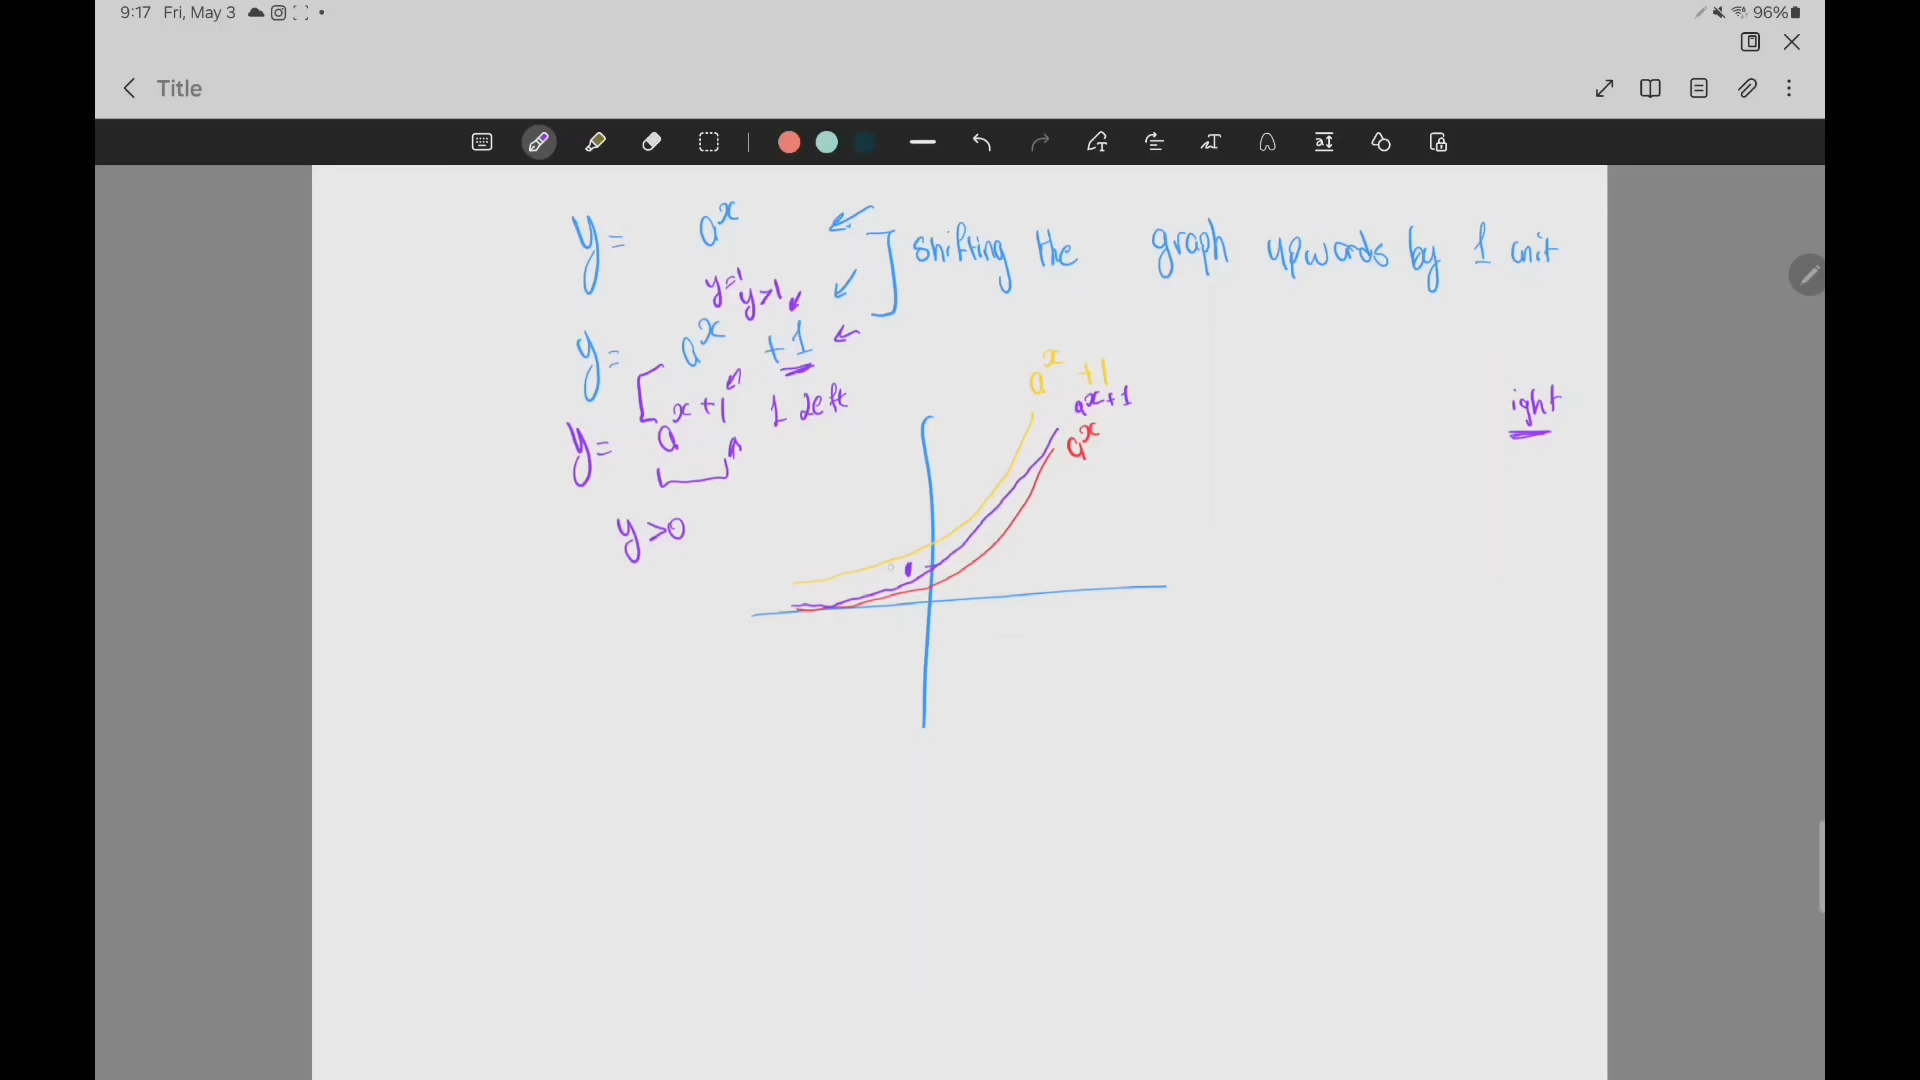 9:17 Fri, May 3 96%
Title
y = a^x
shifting the graph upwards by 1 unit
y=1 y>1
y = a^x +1
a^x +1
y = a^x+1 1 left
a^x+1
ight
a^x
y >0
1